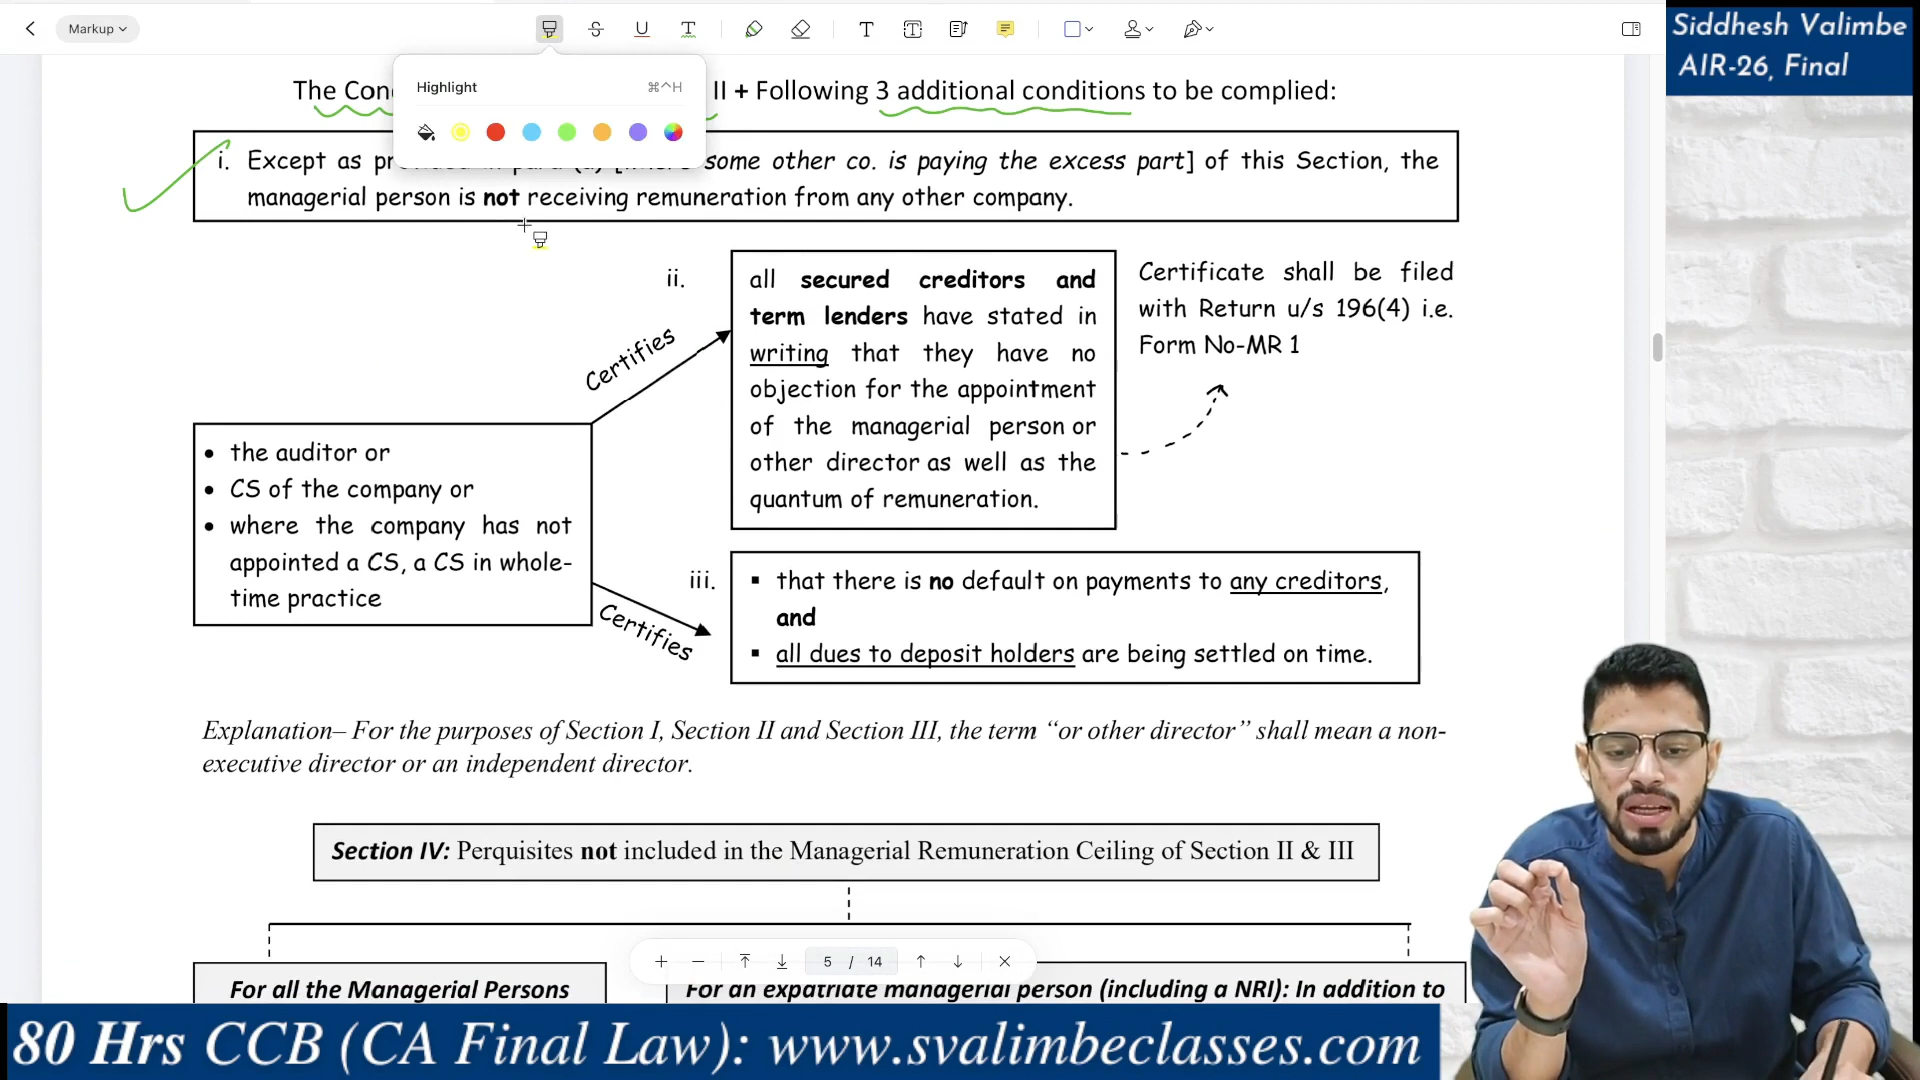 Markup
Siddhesh Valimbe
AIR-26, Final
Highlight
⌘^H
The Con II + Following 3 additional conditions to be complied:
i. Except as some other co. is paying the excess part] of this Section, the
managerial person is not receiving remuneration from any other company.
ii.
all secured creditors and
term lenders have stated in
writing that they have no
objection for the appointment
of the managerial person or
other director as well as the
quantum of remuneration.
Certificate shall be filed
with Return u/s 196(4) i.e.
Form No-MR 1
Certifies
• the auditor or
• CS of the company or
• where the company has not
appointed a CS, a CS in whole-
time practice
Certifies
iii.
▪ that there is no default on payments to any creditors,
and
▪ all dues to deposit holders are being settled on time.
Explanation– For the purposes of Section I, Section II and Section III, the term “or other director” shall mean a non-
executive director or an independent director.
Section IV: Perquisites not included in the Managerial Remuneration Ceiling of Section II & III
5 / 14
For all the Managerial Persons
For an expatriate managerial person (including a NRI): In addition to
80 Hrs CCB (CA Final Law): www.svalimbeclasses.com